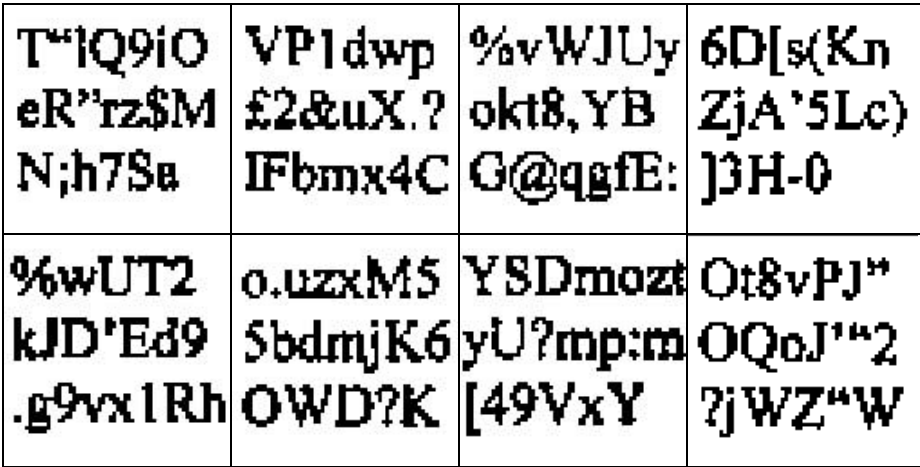 T“lQ9iO
eR”rz$M
N;h7Sa
VP1dwp
£2&uX.?
IFbmx4C
%vWJUy
okt8,YB
G@qgfE:
6D[s(Kn
ZjA’5Lc)
]3H-0
%wUT2
kJD’Ed9
.g9vx1Rh
o.uzxM5
5bdmjK6
OWD?K
YSDmozt
yU?mp:m
[49VxY
Ot8vPJ”
OQoJ’“2
?jWZ“W